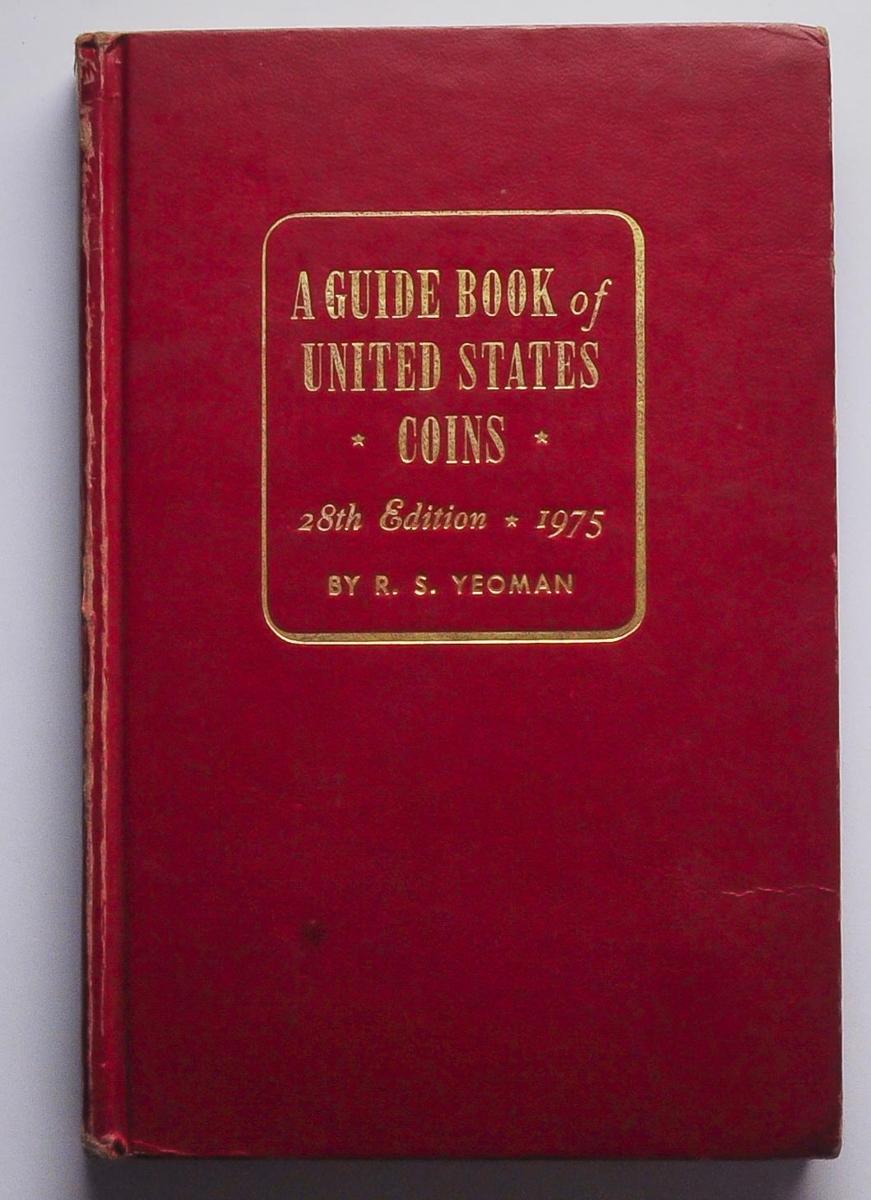 A GUIDE BOOK of
UNITED STATES
★ COINS ★
28th Edition ★ 1975
BY R. S. YEOMAN